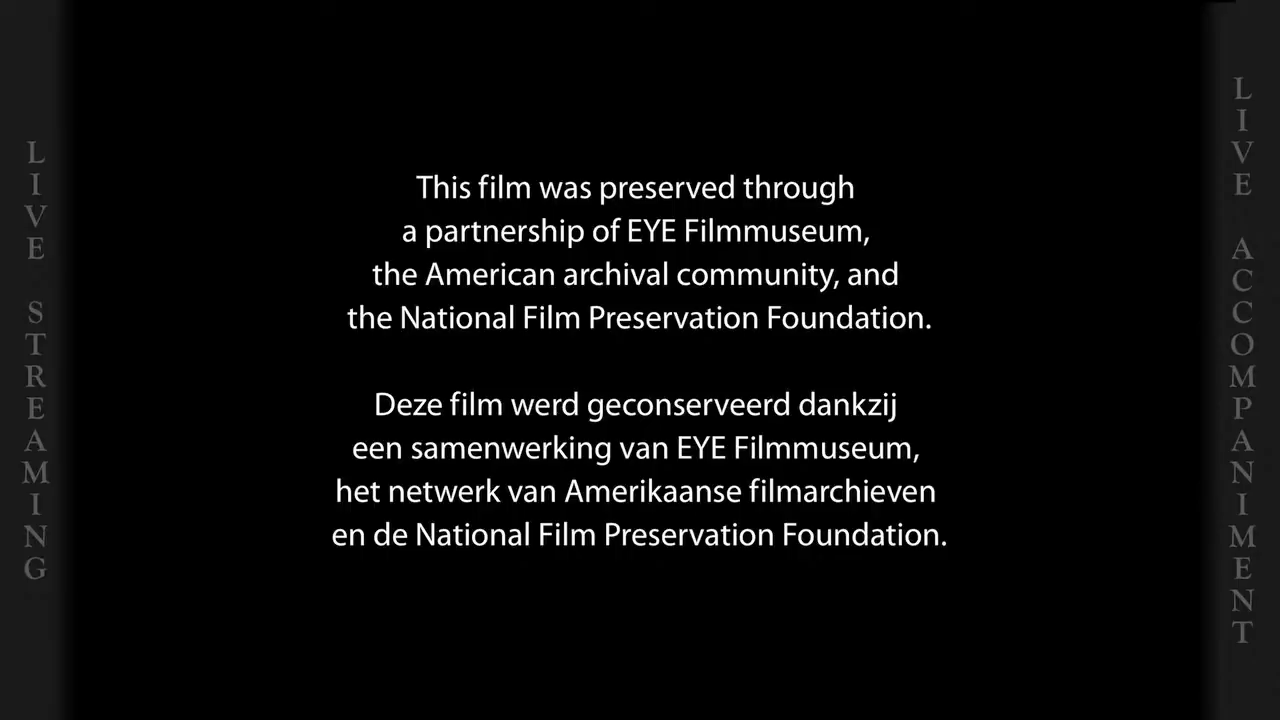 LIVE STREAMING
This film was preserved through
a partnership of EYE Filmmuseum,
the American archival community, and
the National Film Preservation Foundation.
Deze film werd geconserveerd dankzij
een samenwerking van EYE Filmmuseum,
het netwerk van Amerikaanse filmarchieven
en de National Film Preservation Foundation.
LIVE ACCOMPANIMENT